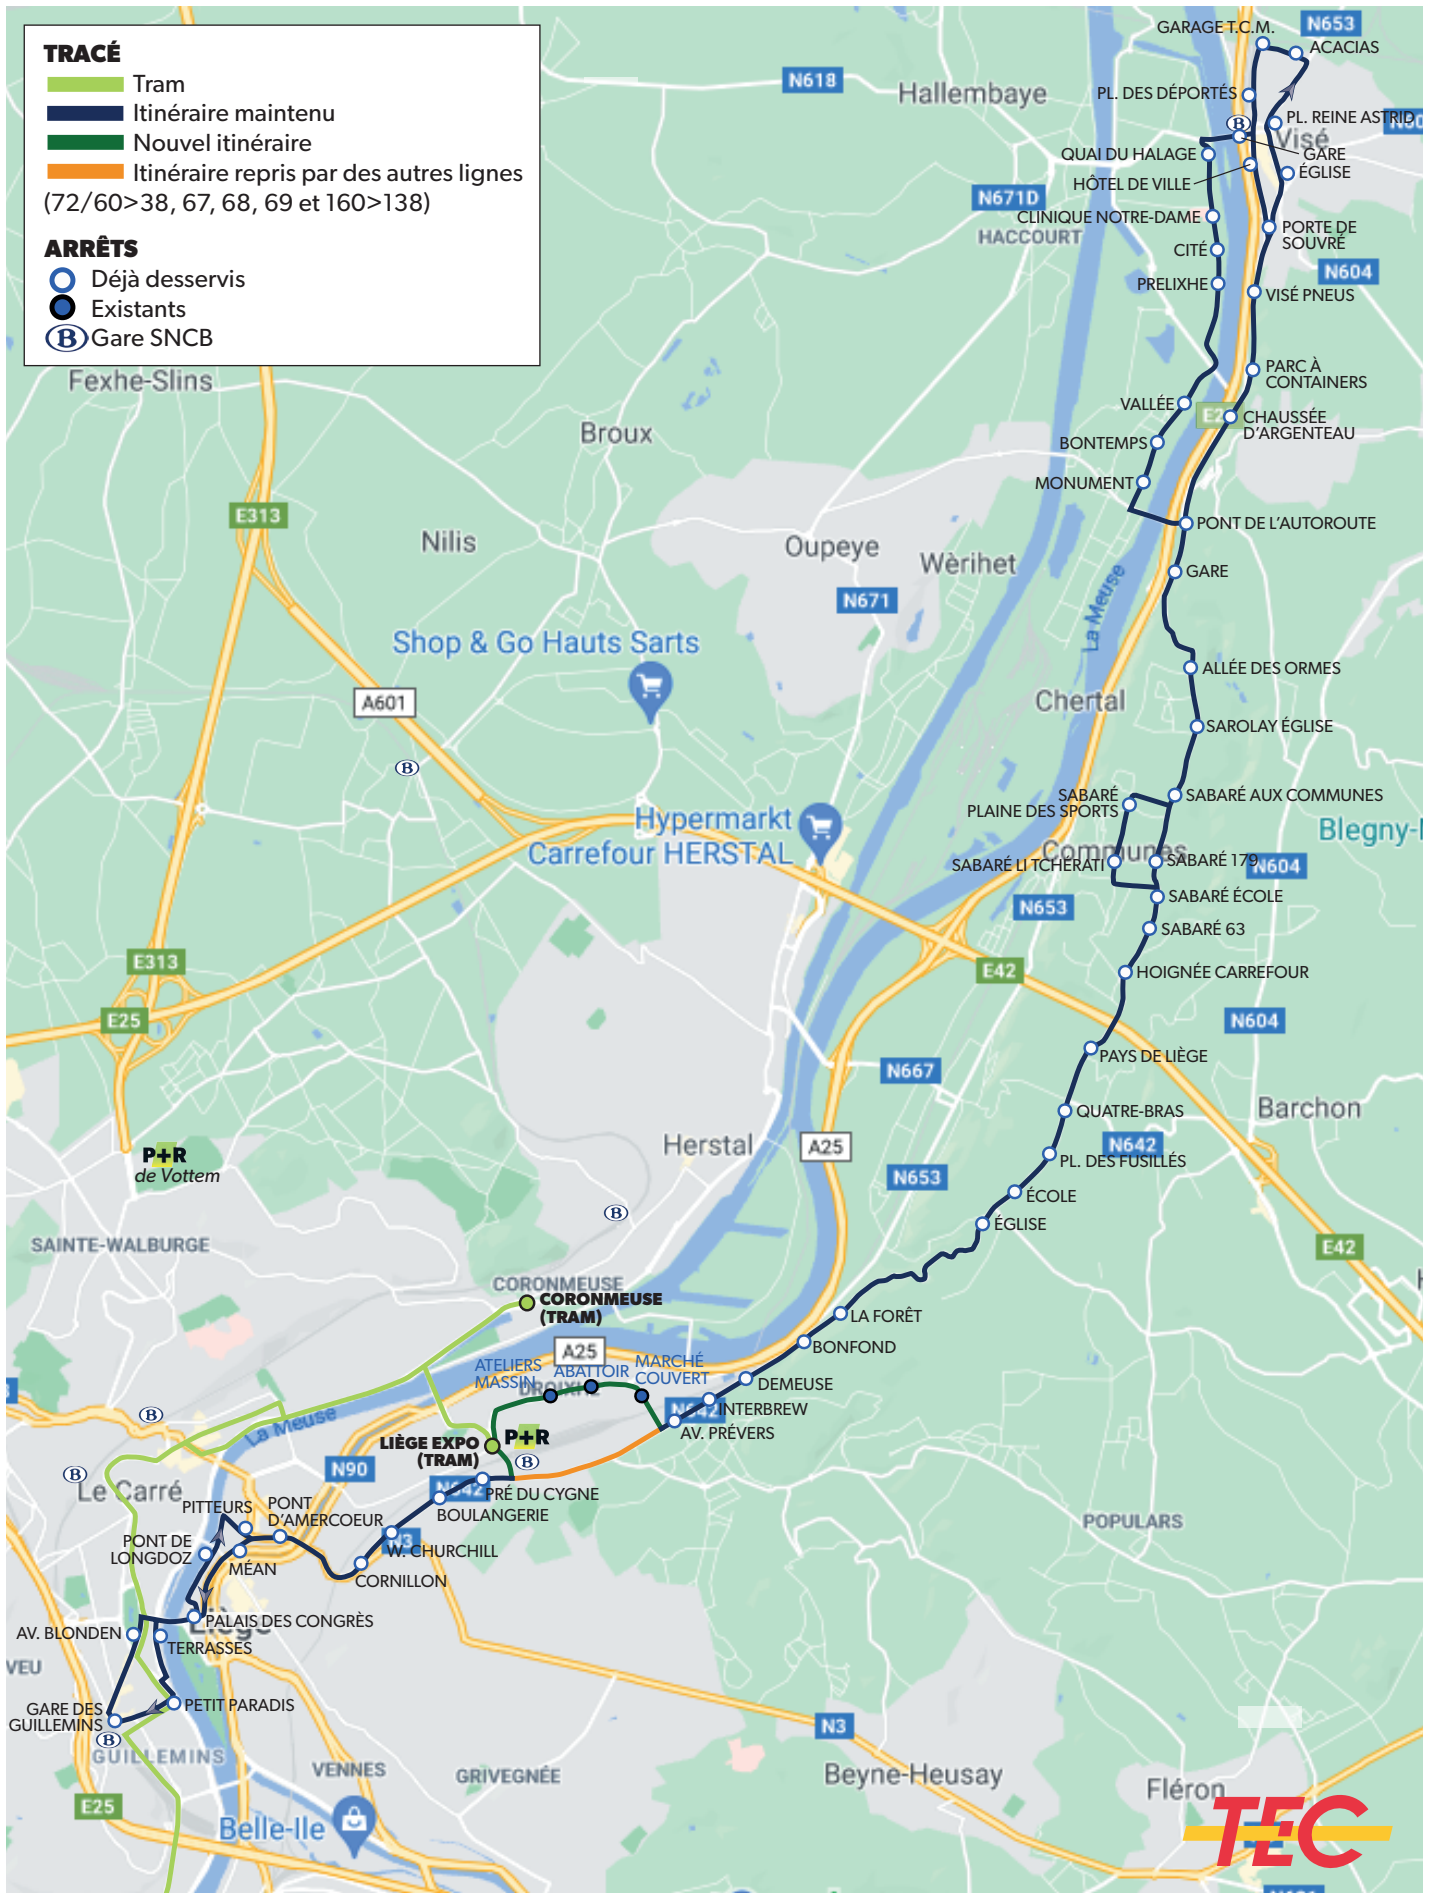 TRACÉ
Tram
Itinéraire maintenu
Nouvel itinéraire
Itinéraire repris par des autres lignes
(72/60>38, 67, 68, 69 et 160>138)
ARRÊTS
Déjà desservis
Existants
B Gare SNCB
GARAGE T.C.M.
N653
ACACIAS
N618
Hallembaye
PL. DES DÉPORTÉS
PL. REINE ASTRID
B
Visé
QUAI DU HALAGE
GARE
HÔTEL DE VILLE
ÉGLISE
N671D
CLINIQUE NOTRE-DAME
HACCOURT
PORTE DE
SOUVRÉ
CITÉ
N604
PRELIXHE
VISÉ PNEUS
Fexhe-Slins
PARC À
CONTAINERS
VALLÉE
CHAUSSÉE
D'ARGENTEAU
Broux
BONTEMPS
MONUMENT
E313
PONT DE L'AUTOROUTE
Nilis
Oupeye
Wèrihet
GARE
N671
La Meuse
Shop & Go Hauts Sarts
ALLÉE DES ORMES
A601
Chertal
SAROLAY ÉGLISE
B
SABARÉ
PLAINE DES SPORTS
SABARÉ AUX COMMUNES
Hypermarkt
Carrefour HERSTAL
Blegny-
Communes
SABARÉ LI TCHÉRATI
SABARÉ 179
N604
SABARÉ ÉCOLE
N653
SABARÉ 63
E313
E42
HOIGNÉE CARREFOUR
E25
N604
PAYS DE LIÈGE
N667
QUATRE-BRAS
Barchon
Herstal
A25
N642
P+R
de Vottem
PL. DES FUSILLÉS
N653
ÉCOLE
B
ÉGLISE
SAINTE-WALBURGE
E42
CORONMEUSE
CORONMEUSE
(TRAM)
LA FORÊT
BONFOND
A25
ATELIERS
MASSIN
ABATTOIR
MARCHÉ
COUVERT
DROIXHE
DEMEUSE
N642
INTERBREW
AV. PRÉVERS
B
La Meuse
LIÈGE EXPO
(TRAM)
P+R
B
N90
B
Le Carré
N642
PRÉ DU CYGNE
BOULANGERIE
PITTEURS
PONT
D'AMERCOEUR
POPULARS
PONT DE
LONGDOZ
N3
W. CHURCHILL
MÉAN
CORNILLON
PALAIS DES CONGRÈS
Liège
AV. BLONDEN
TERRASSES
VEU
PETIT PARADIS
GARE DES
GUILLEMINS
B
N3
GUILLEMINS
VENNES
GRIVEGNÉE
Beyne-Heusay
Fléron
E25
Belle-Ile
TEC